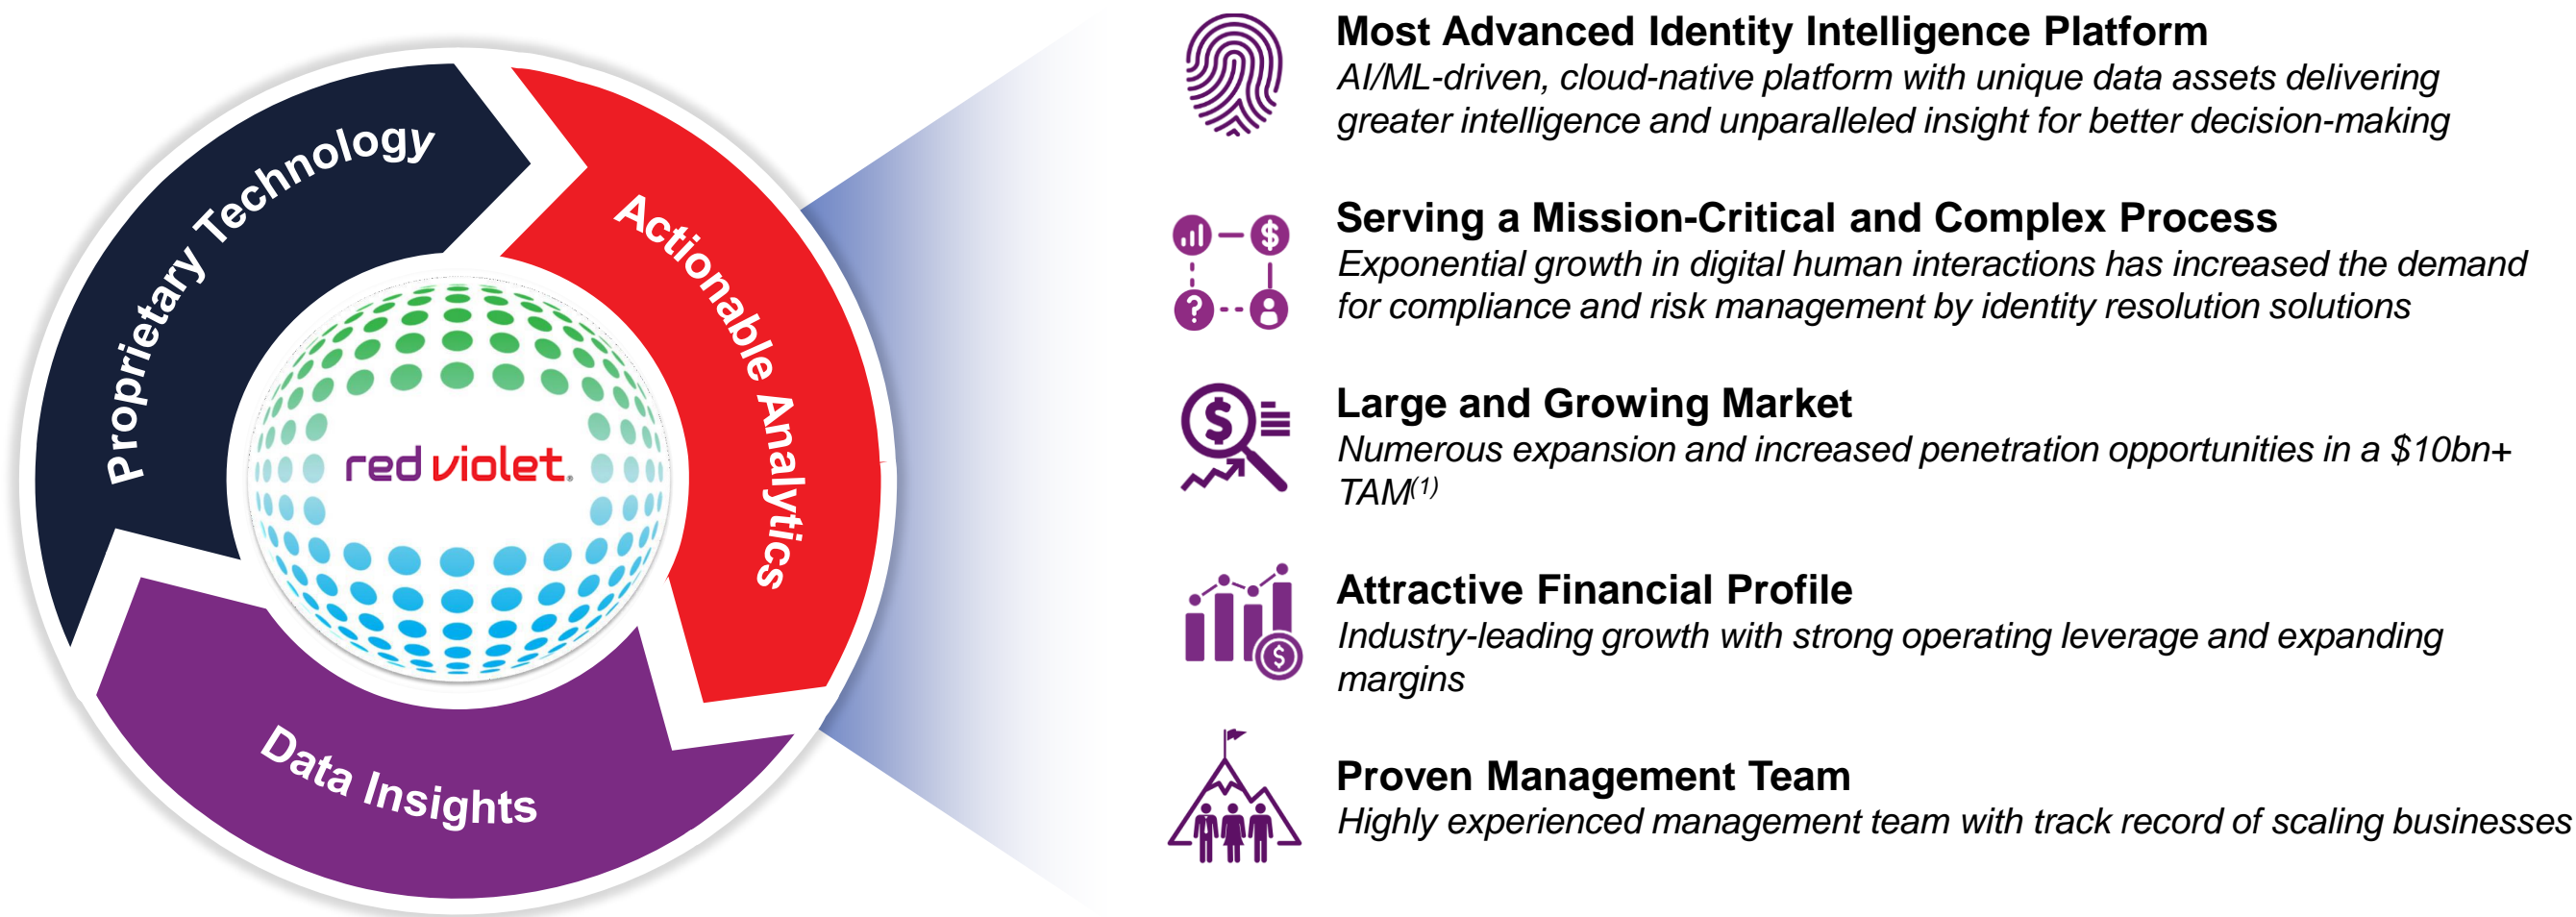 Proprietary Technology
Actionable Analytics
Data Insights
red violet.
Most Advanced Identity Intelligence Platform
AI/ML-driven, cloud-native platform with unique data assets delivering
greater intelligence and unparalleled insight for better decision-making
Serving a Mission-Critical and Complex Process
Exponential growth in digital human interactions has increased the demand
for compliance and risk management by identity resolution solutions
Large and Growing Market
Numerous expansion and increased penetration opportunities in a $10bn+
TAM(1)
Attractive Financial Profile
Industry-leading growth with strong operating leverage and expanding
margins
Proven Management Team
Highly experienced management team with track record of scaling businesses